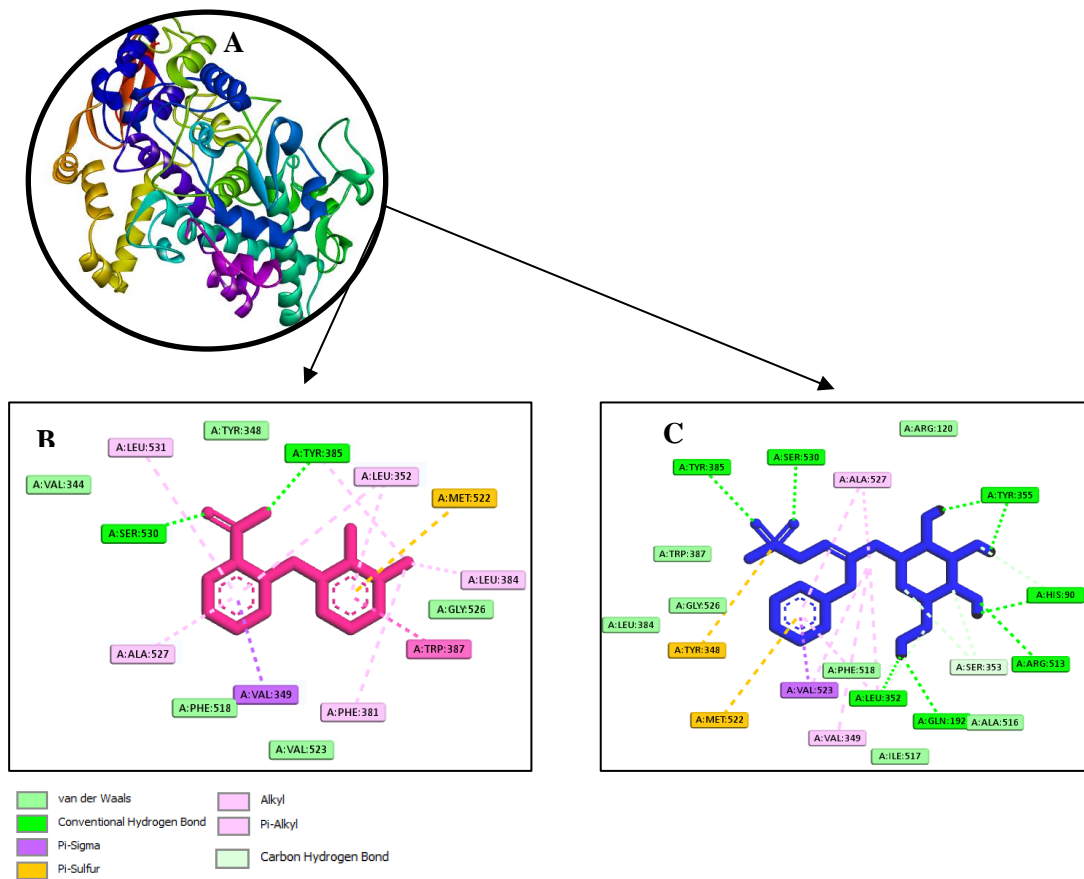 A
B
A:TYR:348
A:LEU:531
A:TYR:385
A:LEU:352
A:VAL:344
A:MET:522
A:SER:530
A:LEU:384
A:GLY:526
A:ALA:527
A:TRP:387
A:VAL:349
A:PHE:518
A:PHE:381
A:VAL:523
C
A:ARG:120
A:SER:530
A:TYR:385
A:ALA:527
A:TYR:355
A:TRP:387
A:HIS:90
A:GLY:526
A:LEU:384
A:TYR:348
A:PHE:518
A:SER:353
A:ARG:513
A:VAL:523
A:LEU:352
A:MET:522
A:GLN:192
A:ALA:516
A:VAL:349
A:ILE:517
van der Waals
Conventional Hydrogen Bond
Pi-Sigma
Pi-Sulfur
Alkyl
Pi-Alkyl
Carbon Hydrogen Bond